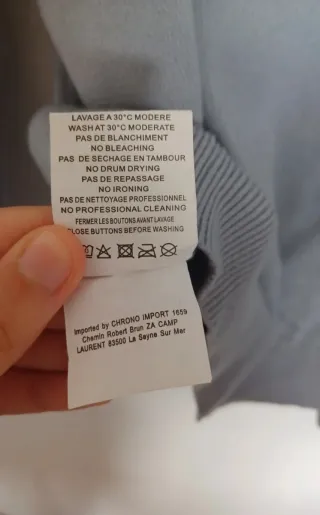 LAVAGE A 30°C MODERE
WASH AT 30°C MODERATE
PAS DE BLANCHIMENT
NO BLEACHING
PAS DE SECHAGE EN TAMBOUR
NO DRUM DRYING
PAS DE REPASSAGE
NO IRONING
PAS DE NETTOYAGE PROFESSIONNEL
NO PROFESSIONAL CLEANING
FERMER LES BOUTONS AVANT LAVAGE
CLOSE BUTTONS BEFORE WASHING
Imported by CHRONO IMPORT 1659
Chemin Robert Brun ZA CAMP
LAURENT 83500 La Seyne Sur Mer